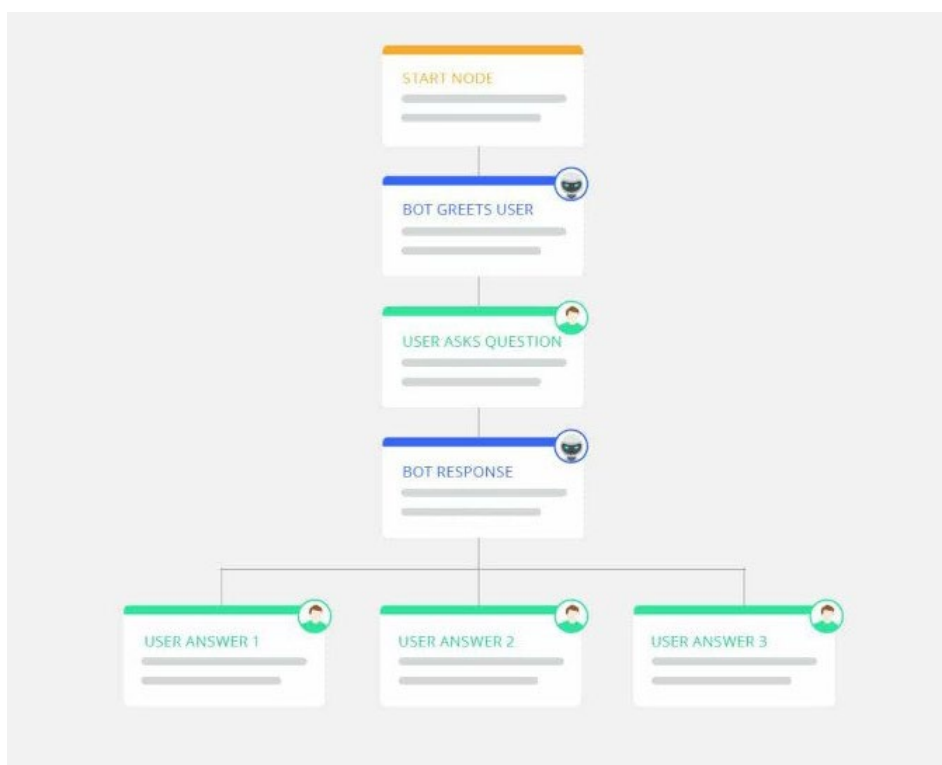 START NODE
BOT GREETS USER
USER ASKS QUESTION
BOT RESPONSE
USER ANSWER 1
USER ANSWER 2
USER ANSWER 3